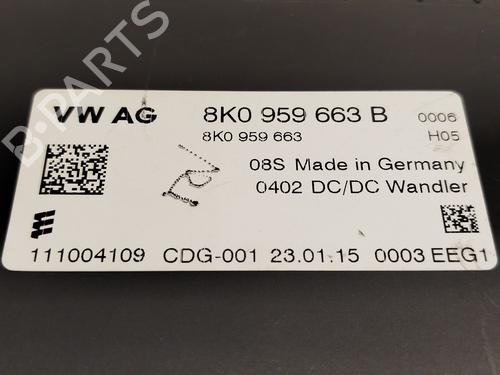 B-PARTS
VW AG
8K0 959 663 B
0006
8K0 959 663
H05
08S Made in Germany
0402 DC/DC Wandler
111004109 CDG-001 23.01.15 0003 EEG1